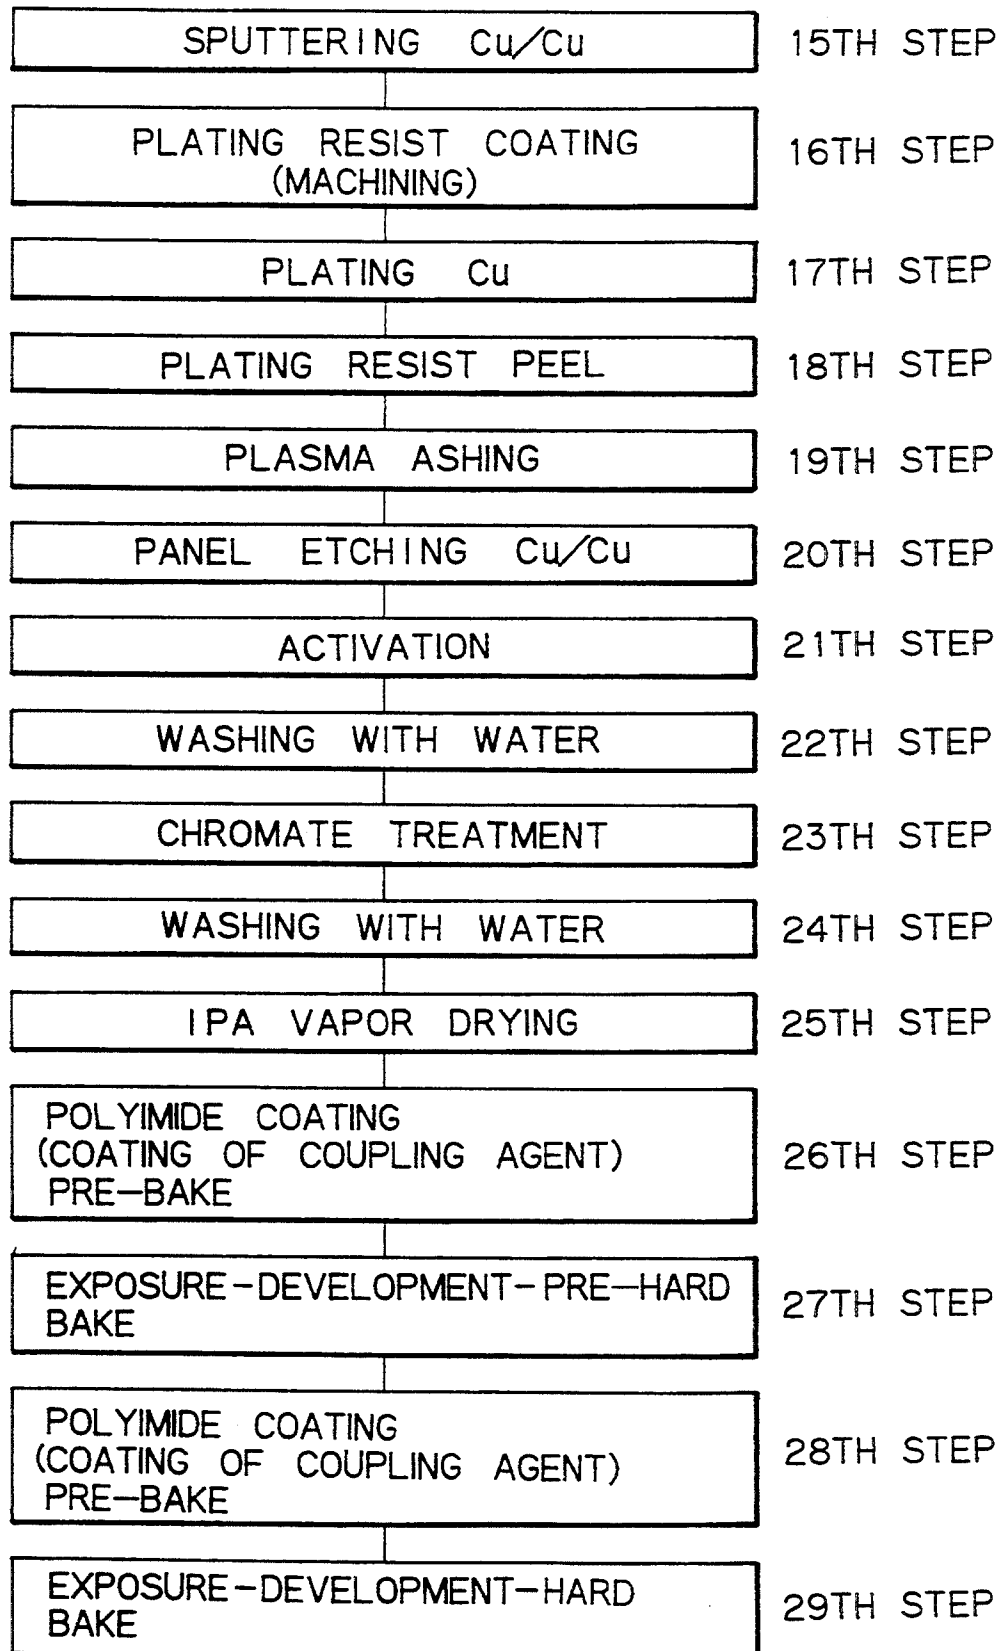 SPUTTERING Cu/Cu 15TH STEP
PLATING RESIST COATING
(MACHINING) 16TH STEP
PLATING Cu 17TH STEP
PLATING RESIST PEEL 18TH STEP
PLASMA ASHING 19TH STEP
PANEL ETCHING Cu/Cu 20TH STEP
ACTIVATION 21TH STEP
WASHING WITH WATER 22TH STEP
CHROMATE TREATMENT 23TH STEP
WASHING WITH WATER 24TH STEP
IPA VAPOR DRYING 25TH STEP
POLYIMIDE COATING
(COATING OF COUPLING AGENT) 26TH STEP
PRE-BAKE
EXPOSURE-DEVELOPMENT-PRE-HARD
BAKE 27TH STEP
POLYIMIDE COATING
(COATING OF COUPLING AGENT) 28TH STEP
PRE-BAKE
EXPOSURE-DEVELOPMENT-HARD
BAKE 29TH STEP